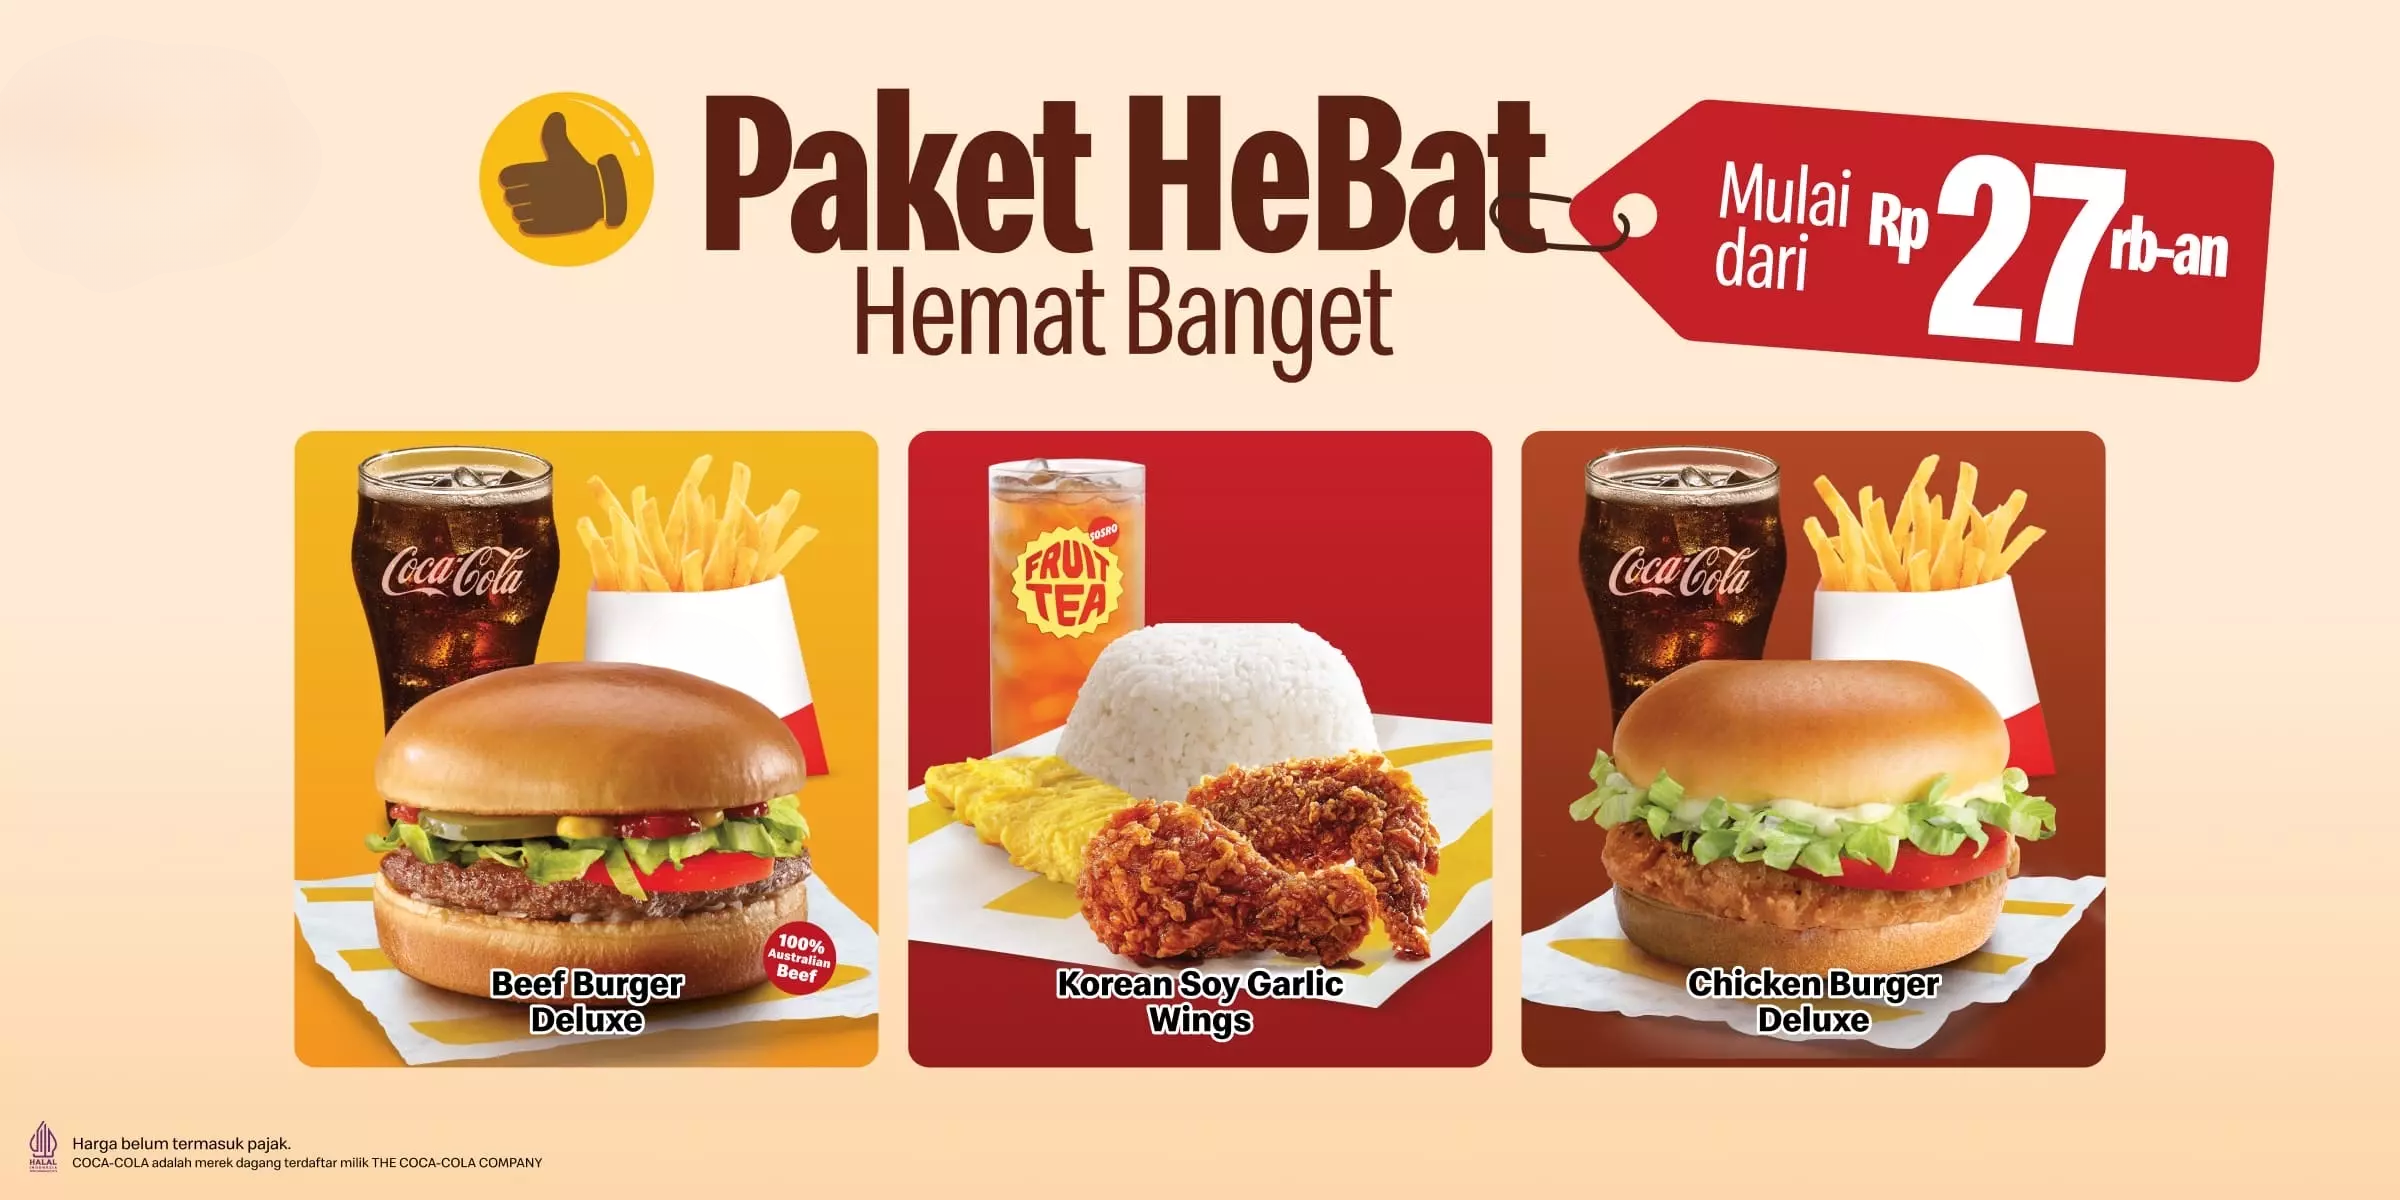 Paket HeBat
Hemat Banget
Mulai
dari
Rp 27 rb-an
Coca-Cola
SOSRO
FRUIT
TEA
Coca-Cola
100%
Australian
Beef
Beef Burger
Deluxe
Korean Soy Garlic
Wings
Chicken Burger
Deluxe
HALAL
INDONESIA
Harga belum termasuk pajak.
COCA-COLA adalah merek dagang terdaftar milik THE COCA-COLA COMPANY